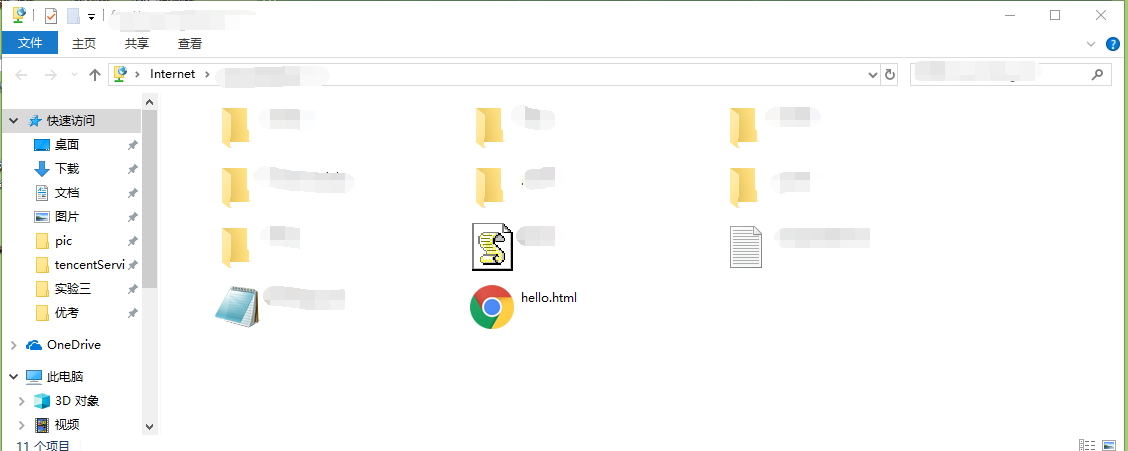 文件
主页
共享
查看
Internet
快速访问
桌面
下载
文档
图片
pic
tencentServi
实验三
优考
OneDrive
此电脑
3D 对象
视频
hello.html
11 个项目